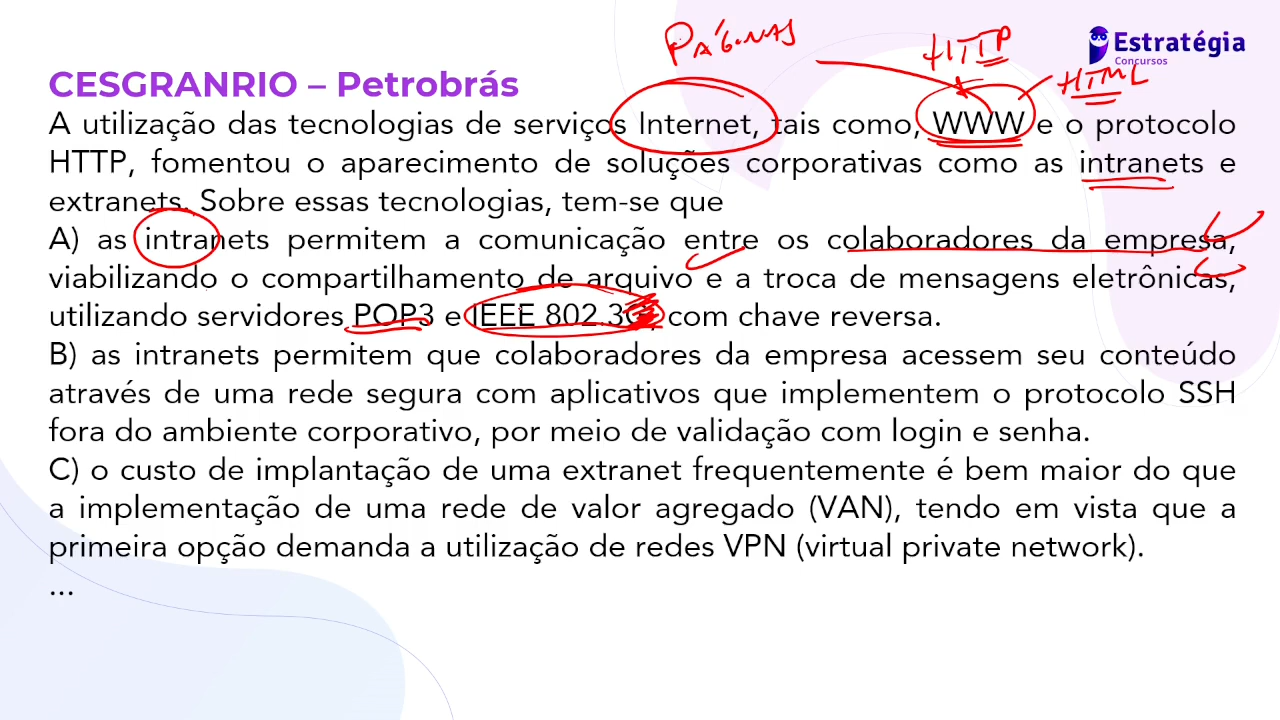 PÁGINAS
HTTP
HTML
Estratégia
Concursos
CESGRANRIO – Petrobrás
A utilização das tecnologias de serviços Internet, tais como, WWW e o protocolo
HTTP, fomentou o aparecimento de soluções corporativas como as intranets e
extranets. Sobre essas tecnologias, tem-se que
A) as intranets permitem a comunicação entre os colaboradores da empresa,
viabilizando o compartilhamento de arquivo e a troca de mensagens eletrônicas,
utilizando servidores POP3 e IEEE 802.3 com chave reversa.
B) as intranets permitem que colaboradores da empresa acessem seu conteúdo
através de uma rede segura com aplicativos que implementem o protocolo SSH
fora do ambiente corporativo, por meio de validação com login e senha.
C) o custo de implantação de uma extranet frequentemente é bem maior do que
a implementação de uma rede de valor agregado (VAN), tendo em vista que a
primeira opção demanda a utilização de redes VPN (virtual private network).
...